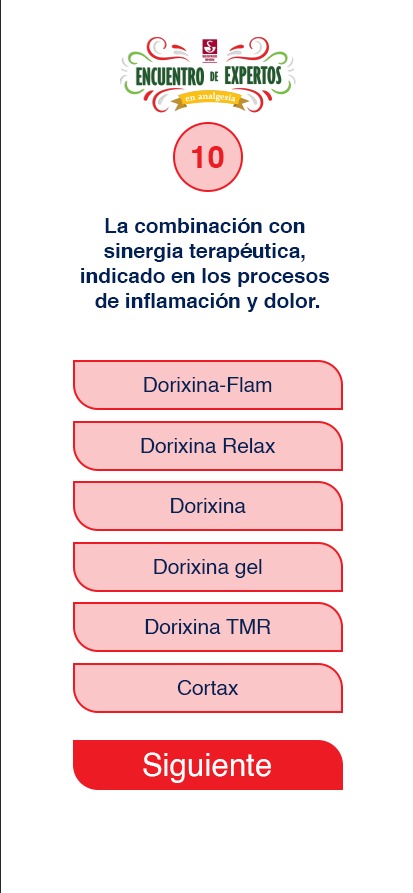 ENCUENTRO DE EXPERTOS
en analgesia
10
La combinación con
sinergia terapéutica,
indicado en los procesos
de inflamación y dolor.
Dorixina-Flam
Dorixina Relax
Dorixina
Dorixina gel
Dorixina TMR
Cortax
Siguiente